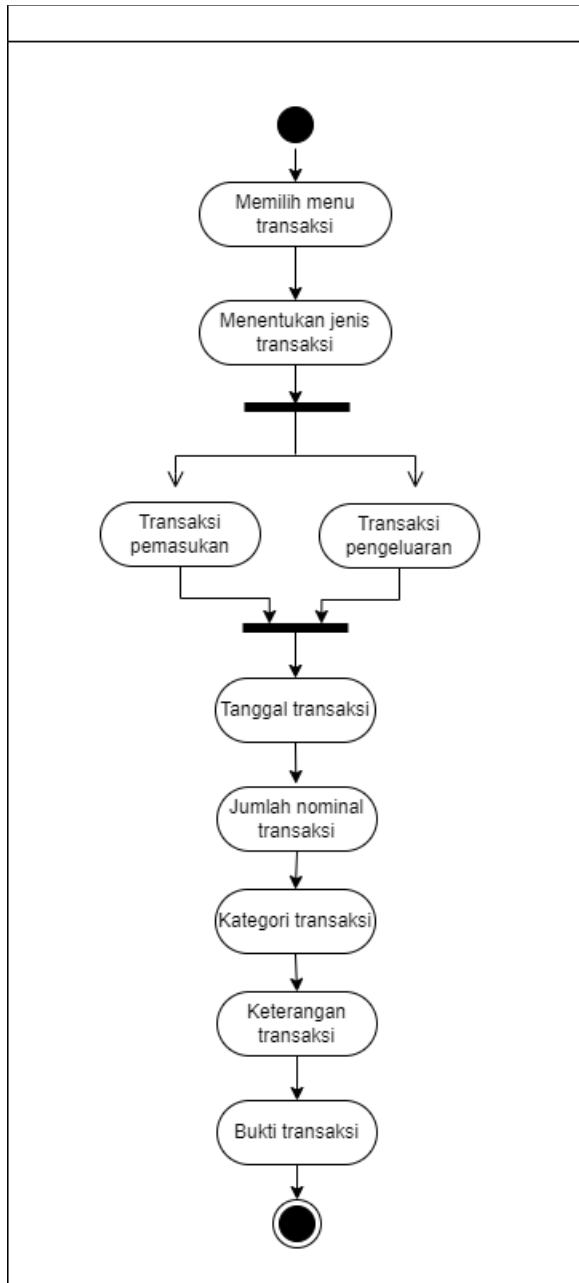 Memilih menu
transaksi
Menentukan jenis
transaksi
Transaksi
pemasukan
Transaksi
pengeluaran
Tanggal transaksi
Jumlah nominal
transaksi
Kategori transaksi
Keterangan
transaksi
Bukti transaksi